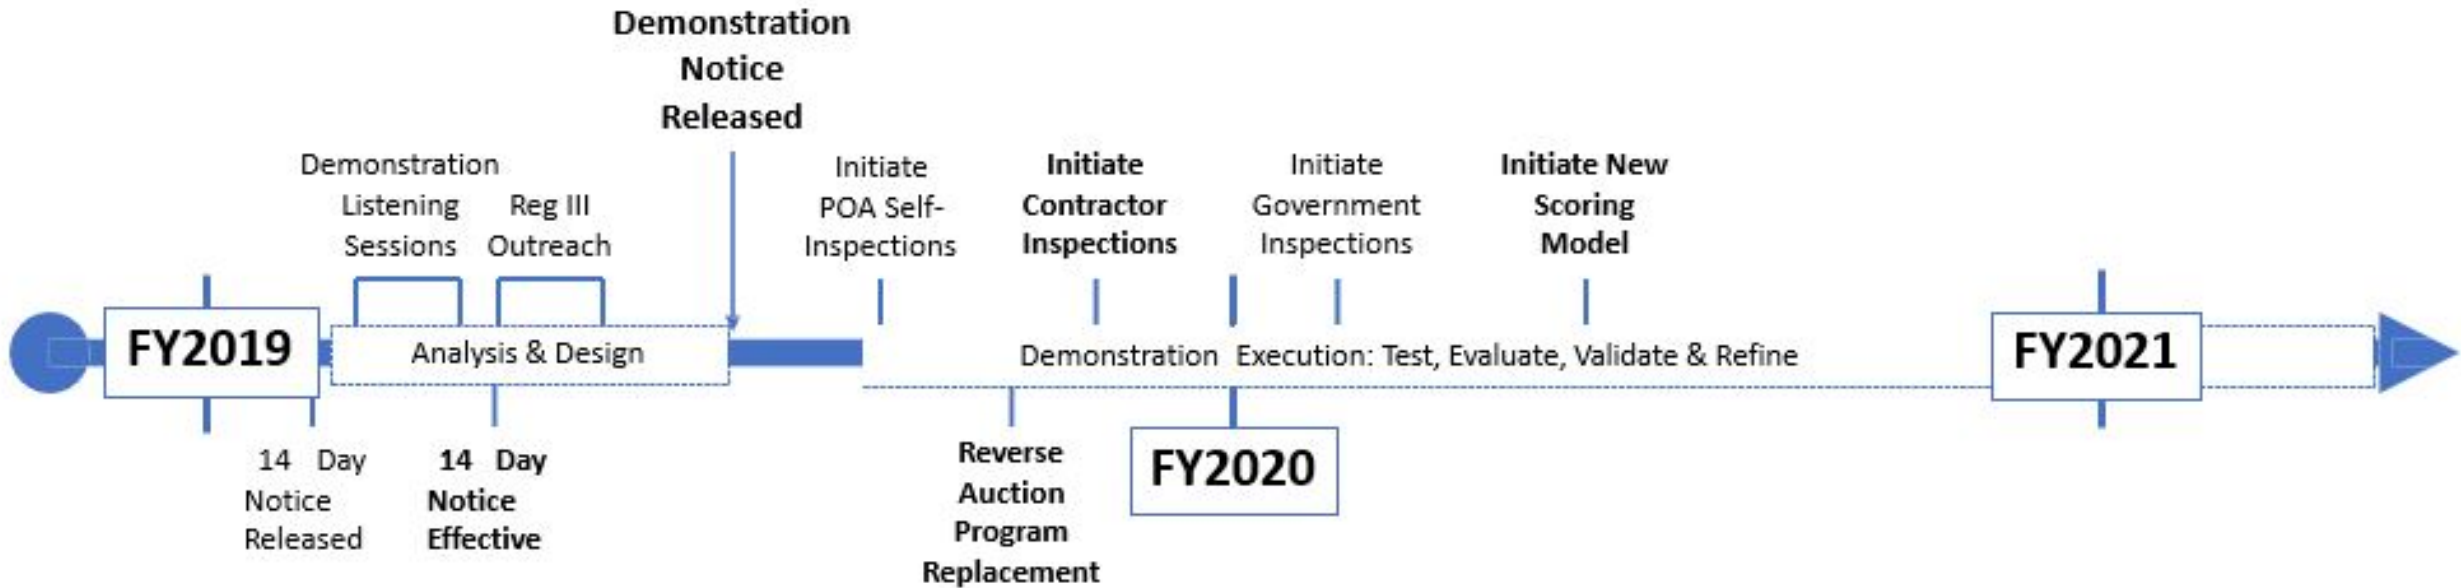 Demonstration
Notice
Released
Demonstration
Listening
Sessions
Reg III
Outreach
Initiate
POA Self-
Inspections
Initiate
Contractor
Inspections
Initiate
Government
Inspections
Initiate New
Scoring
Model
FY2019
Analysis & Design
Demonstration Execution: Test, Evaluate, Validate & Refine
FY2021
14 Day
Notice
Released
14 Day
Notice
Effective
Reverse
Auction
Program
Replacement
FY2020